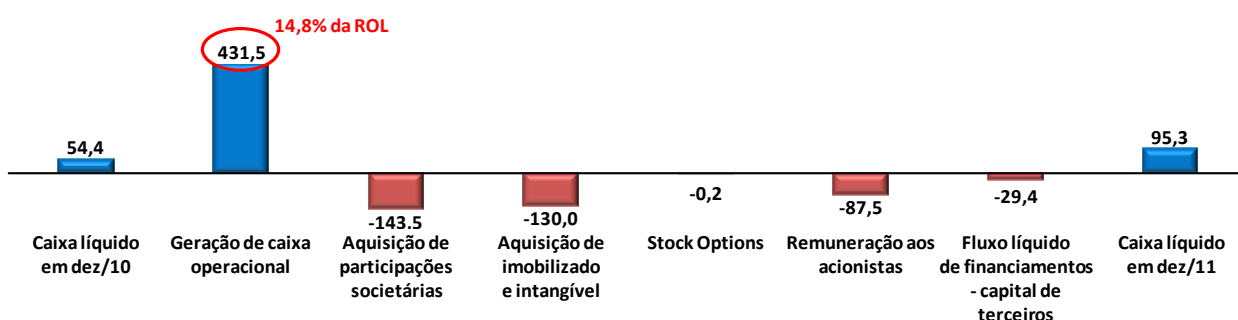 14,8% da ROL
431,5
54,4
95,3
-143.5
-130,0
-0,2
-87,5
-29,4
Caixa líquido
em dez/10
Geração de caixa
operacional
Aquisição de
participações
societárias
Aquisição de
imobilizado
e intangível
Stock Options
Remuneração aos
acionistas
Fluxo líquido
de financiamentos
- capital de
terceiros
Caixa líquido
em dez/11